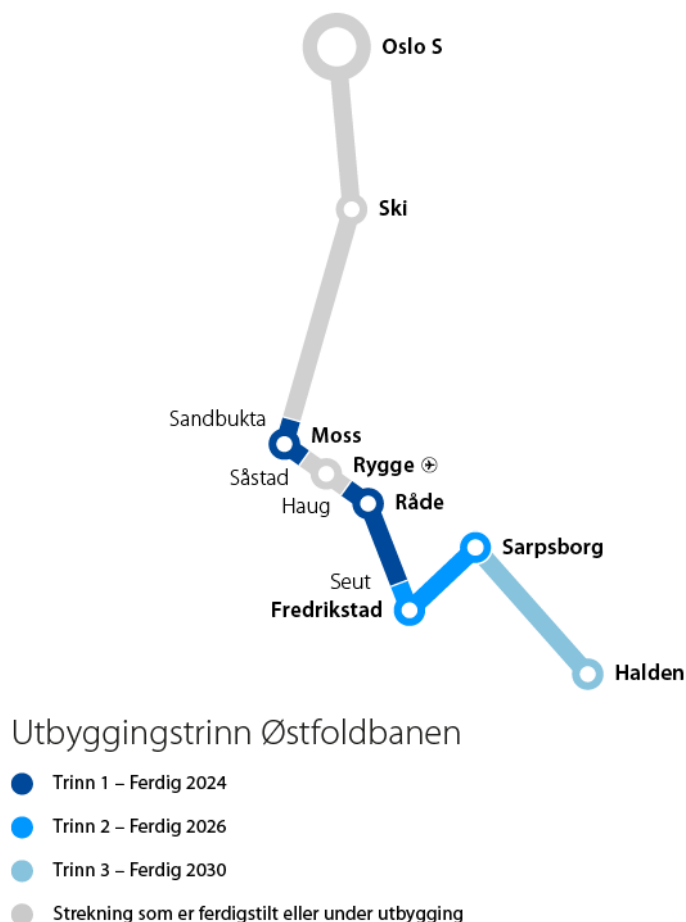 Oslo S
Ski
Sandbukta
Moss
Rygge
Såstad
Haug
Råde
Sarpsborg
Seut
Fredrikstad
Halden
Utbyggingstrinn Østfoldbanen
Trinn 1 – Ferdig 2024
Trinn 2 – Ferdig 2026
Trinn 3 – Ferdig 2030
Strekning som er ferdigstilt eller under utbygging